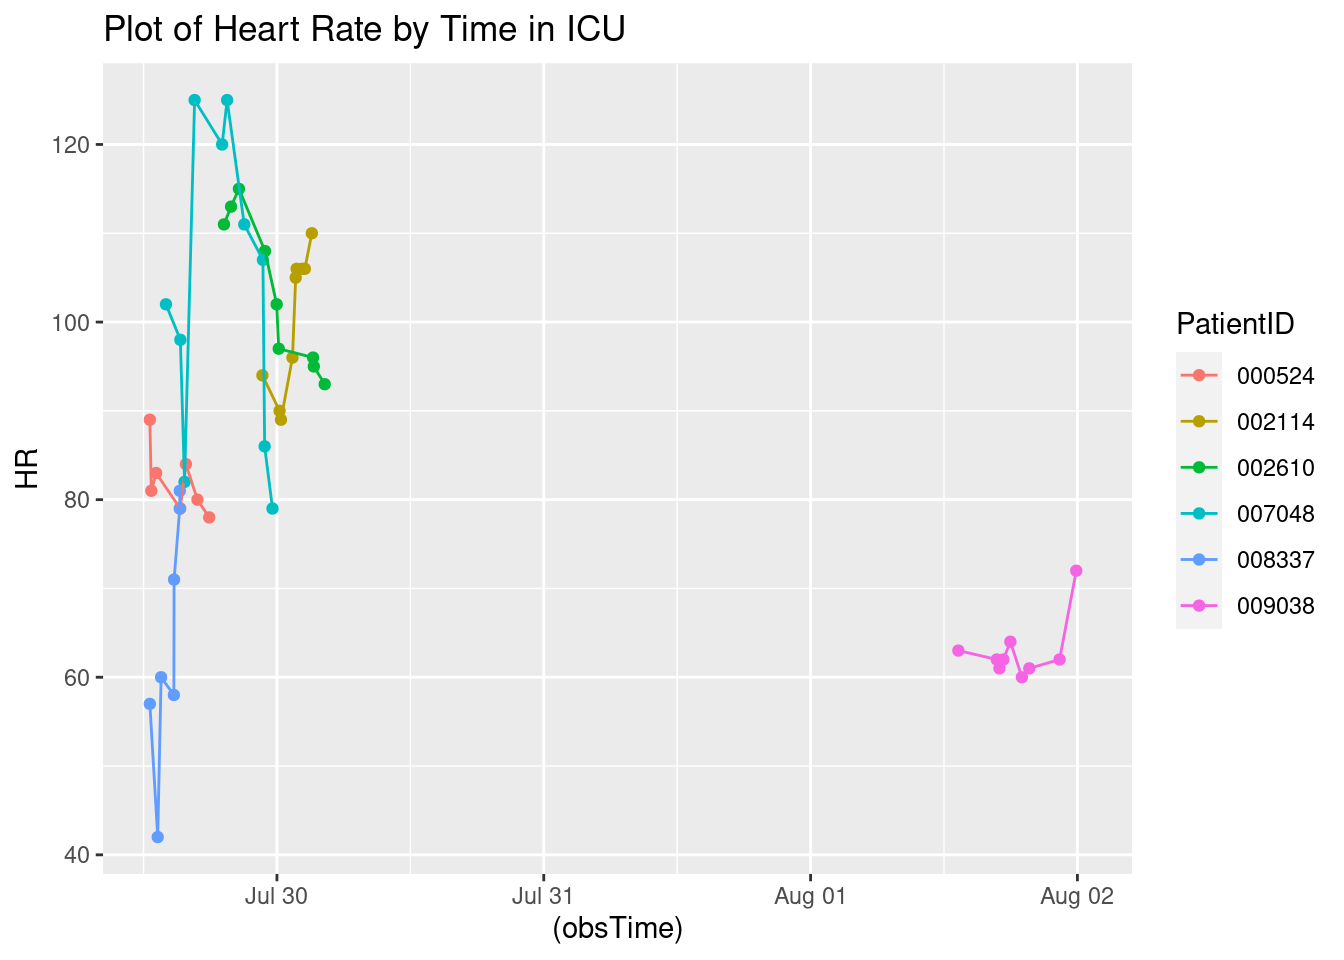 Plot of Heart Rate by Time in ICU
120
100
80
60
40
HR
Jul 30
Jul 31
Aug 01
Aug 02
(obsTime)
PatientID
000524
002114
002610
007048
008337
009038